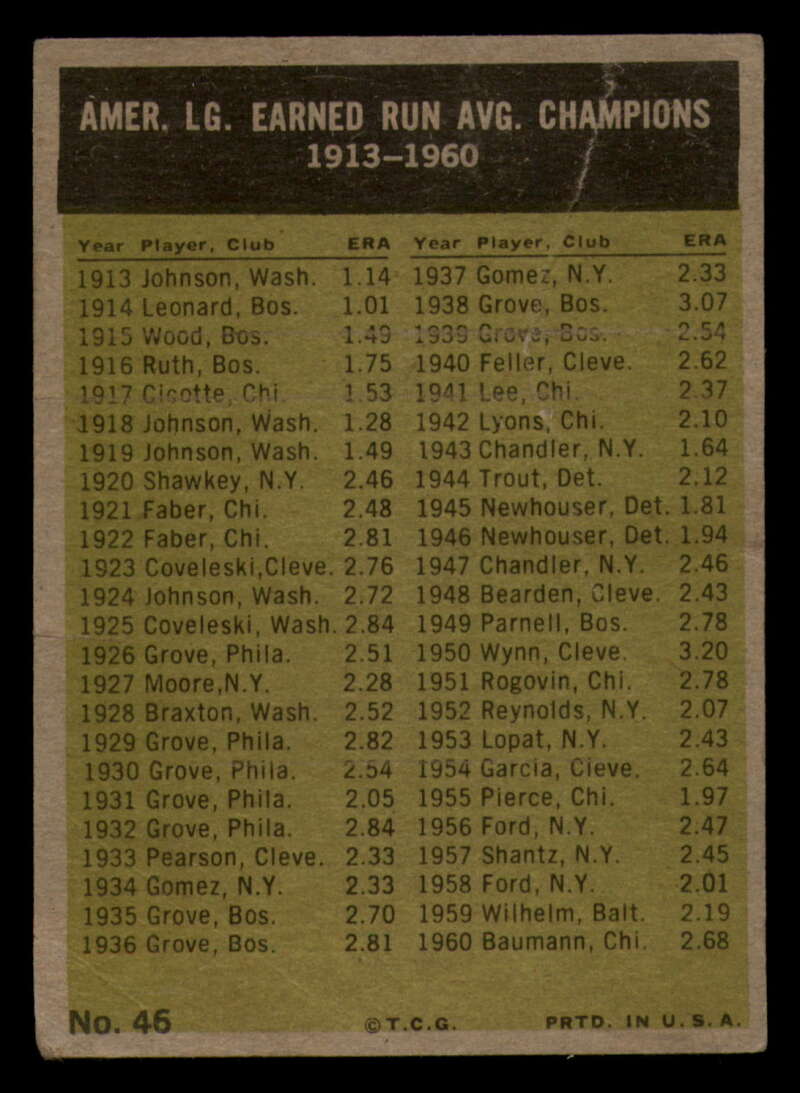 AMER. LG. EARNED RUN AVG. CHAMPIONS
1913–1960
Year Player, Club ERA
1913 Johnson, Wash. 1.14
1914 Leonard, Bos. 1.01
1915 Wood, Bos. 1.49
1916 Ruth, Bos. 1.75
1917 Cicotte, Chi. 1.53
1918 Johnson, Wash. 1.28
1919 Johnson, Wash. 1.49
1920 Shawkey, N.Y. 2.46
1921 Faber, Chi. 2.48
1922 Faber, Chi. 2.81
1923 Coveleski,Cleve. 2.76
1924 Johnson, Wash. 2.72
1925 Coveleski, Wash. 2.84
1926 Grove, Phila. 2.51
1927 Moore,N.Y. 2.28
1928 Braxton, Wash. 2.52
1929 Grove, Phila. 2.82
1930 Grove, Phila. 2.54
1931 Grove, Phila. 2.05
1932 Grove, Phila. 2.84
1933 Pearson, Cleve. 2.33
1934 Gomez, N.Y. 2.33
1935 Grove, Bos. 2.70
1936 Grove, Bos. 2.81
Year Player, Club ERA
1937 Gomez, N.Y. 2.33
1938 Grove, Bos. 3.07
1939 Grove, Bos. 2.54
1940 Feller, Cleve. 2.62
1941 Lee, Chi. 2.37
1942 Lyons, Chi. 2.10
1943 Chandler, N.Y. 1.64
1944 Trout, Det. 2.12
1945 Newhouser, Det. 1.81
1946 Newhouser, Det. 1.94
1947 Chandler, N.Y. 2.46
1948 Bearden, Cleve. 2.43
1949 Parnell, Bos. 2.78
1950 Wynn, Cleve. 3.20
1951 Rogovin, Chi. 2.78
1952 Reynolds, N.Y. 2.07
1953 Lopat, N.Y. 2.43
1954 Garcia, Cleve. 2.64
1955 Pierce, Chi. 1.97
1956 Ford, N.Y. 2.47
1957 Shantz, N.Y. 2.45
1958 Ford, N.Y. 2.01
1959 Wilhelm, Balt. 2.19
1960 Baumann, Chi. 2.68
No. 46 ©T.C.G. PRTD. IN U.S.A.